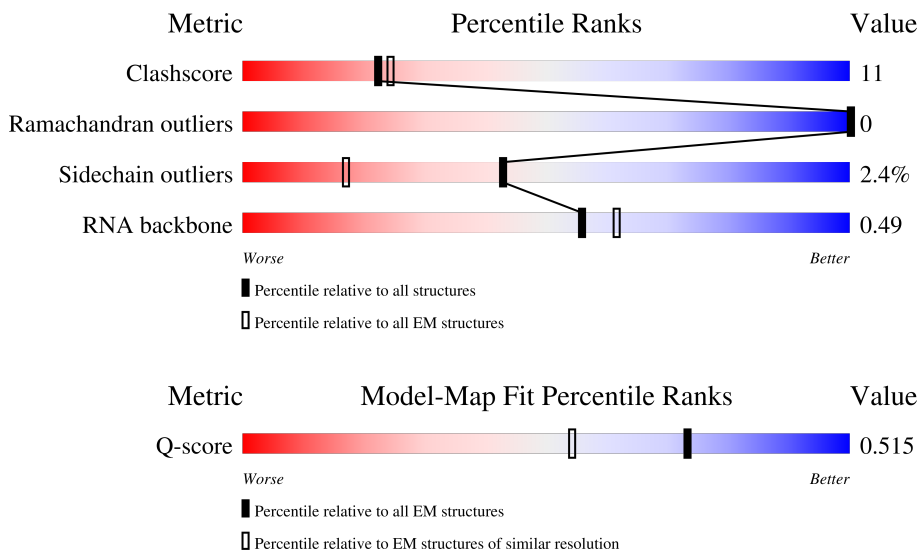 Metric Percentile Ranks Value
Clashscore 11
Ramachandran outliers 0
Sidechain outliers 2.4%
RNA backbone 0.49
Worse Better
Percentile relative to all structures
Percentile relative to all EM structures
Metric Model-Map Fit Percentile Ranks Value
Q-score 0.515
Worse Better
Percentile relative to all EM structures
Percentile relative to EM structures of similar resolution